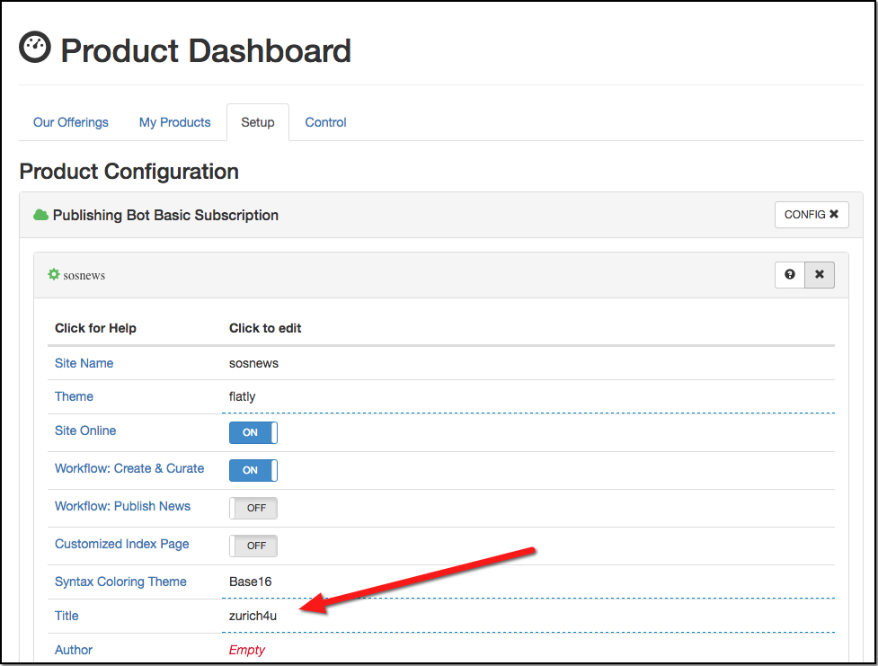 Product Dashboard
Our Offerings My Products Setup Control
Product Configuration
Publishing Bot Basic Subscription CONFIG ✖
sosnews ? ✖
Click for Help Click to edit
Site Name sosnews
Theme flatly
Site Online ON
Workflow: Create & Curate ON
Workflow: Publish News OFF
Customized Index Page OFF
Syntax Coloring Theme Base16
Title zurich4u
Author Empty